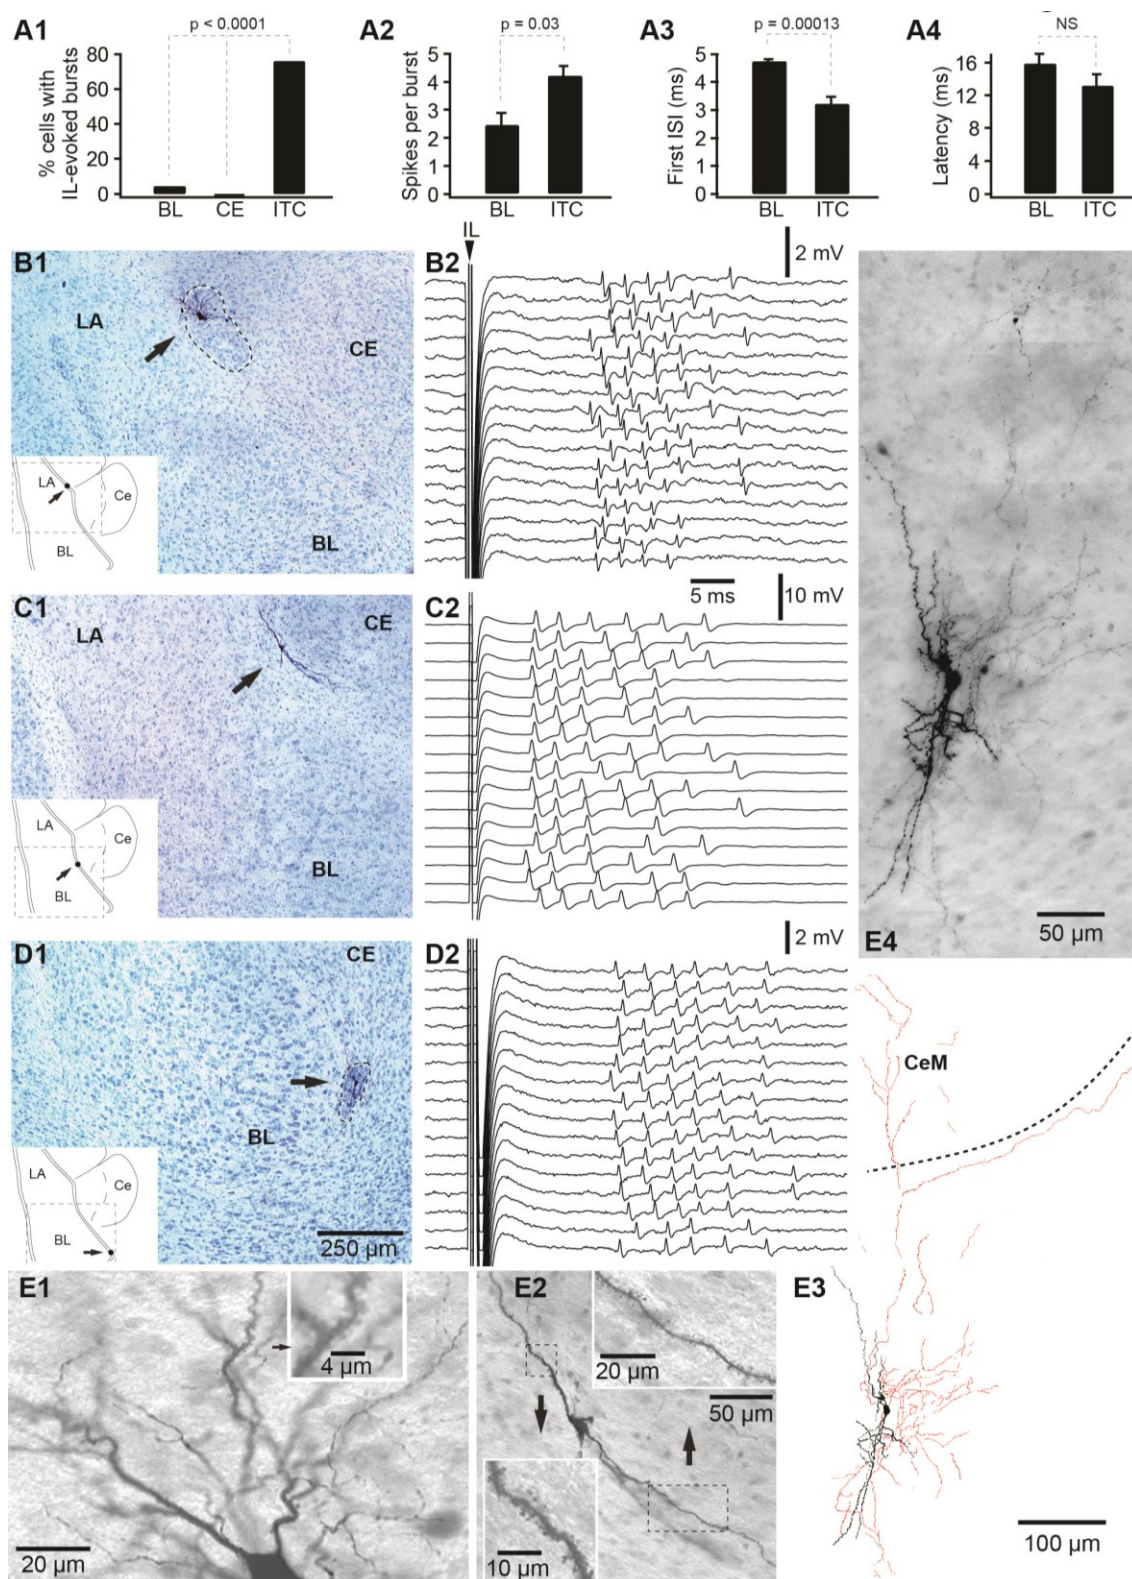 A1
p < 0.0001
% cells with
IL-evoked bursts
80
60
40
20
0
BL CE ITC
A2
p = 0.03
Spikes per burst
5
4
3
2
1
0
BL ITC
A3
p = 0.00013
First ISI (ms)
5
4
3
2
1
0
BL ITC
A4
NS
Latency (ms)
16
12
8
4
0
BL ITC
B1
LA
CE
BL
LA
Ce
BL
B2
IL
2 mV
5 ms
C1
LA
CE
BL
LA
Ce
BL
C2
10 mV
D1
CE
BL
LA
Ce
BL
250 µm
D2
2 mV
50 µm
E4
CeM
E3
100 µm
E1
4 µm
20 µm
E2
20 µm
50 µm
10 µm